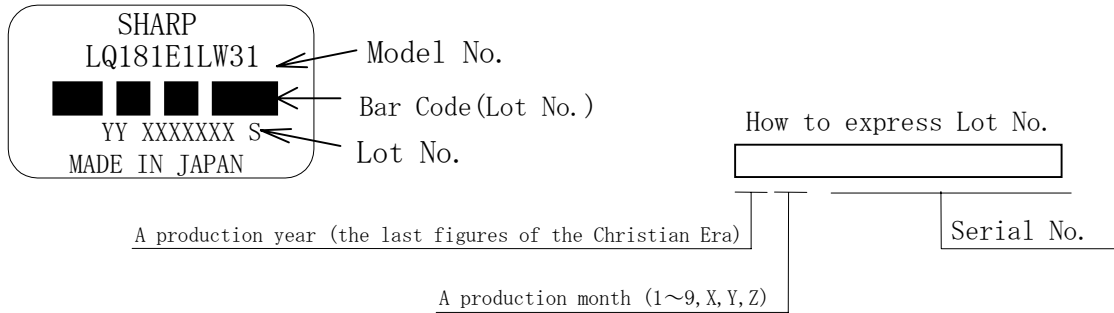 SHARP
LQ181E1LW31
Model No.
Bar Code(Lot No.)
YY XXXXXXX S
Lot No.
MADE IN JAPAN
How to express Lot No.
A production year (the last figures of the Christian Era)
Serial No.
A production month (1～9,X,Y,Z)